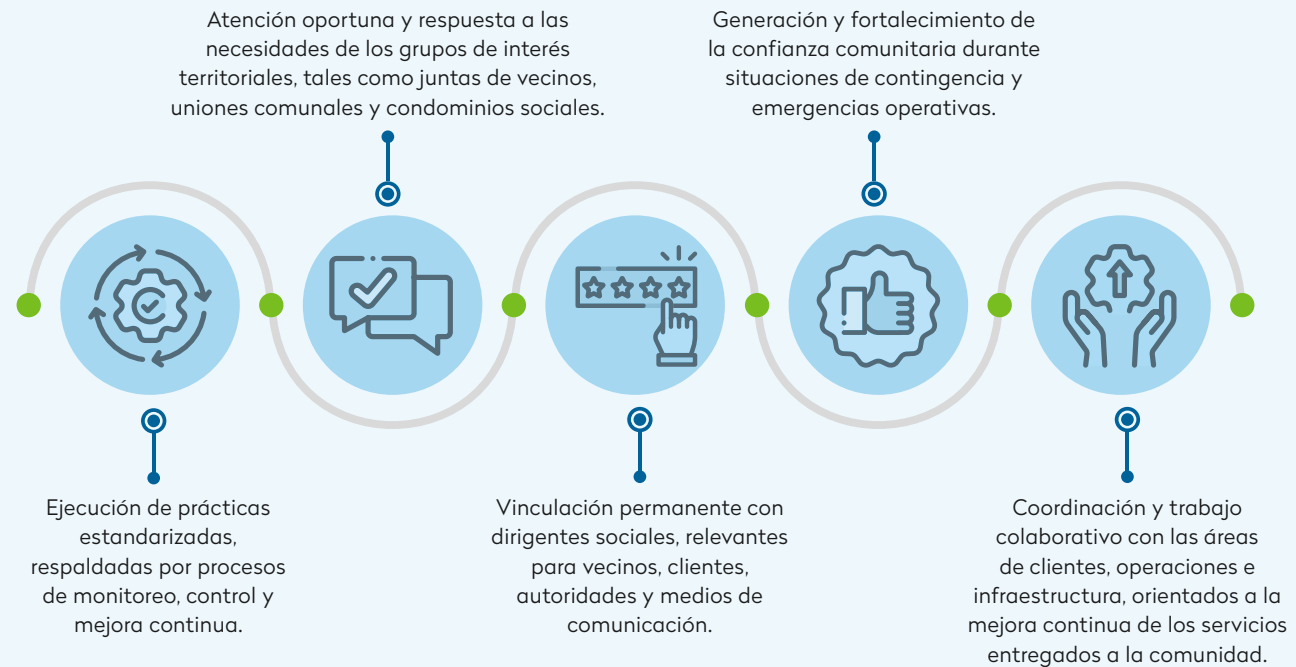 Atención oportuna y respuesta a las
necesidades de los grupos de interés
territoriales, tales como juntas de vecinos,
uniones comunales y condominios sociales.
Generación y fortalecimiento de
la confianza comunitaria durante
situaciones de contingencia y
emergencias operativas.
Ejecución de prácticas
estandarizadas,
respaldadas por procesos
de monitoreo, control y
mejora continua.
Vinculación permanente con
dirigentes sociales, relevantes
para vecinos, clientes,
autoridades y medios de
comunicación.
Coordinación y trabajo
colaborativo con las áreas
de clientes, operaciones e
infraestructura, orientados a la
mejora continua de los servicios
entregados a la comunidad.